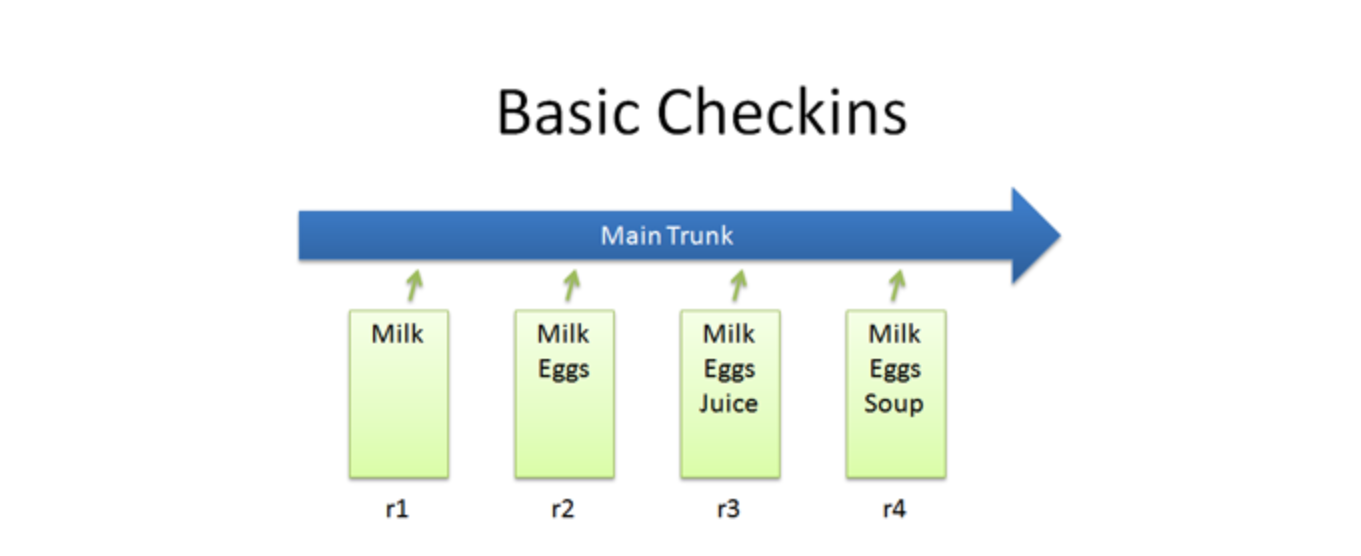 Basic Checkins
Main Trunk
Milk
Milk
Eggs
Milk
Eggs
Juice
Milk
Eggs
Soup
r1
r2
r3
r4